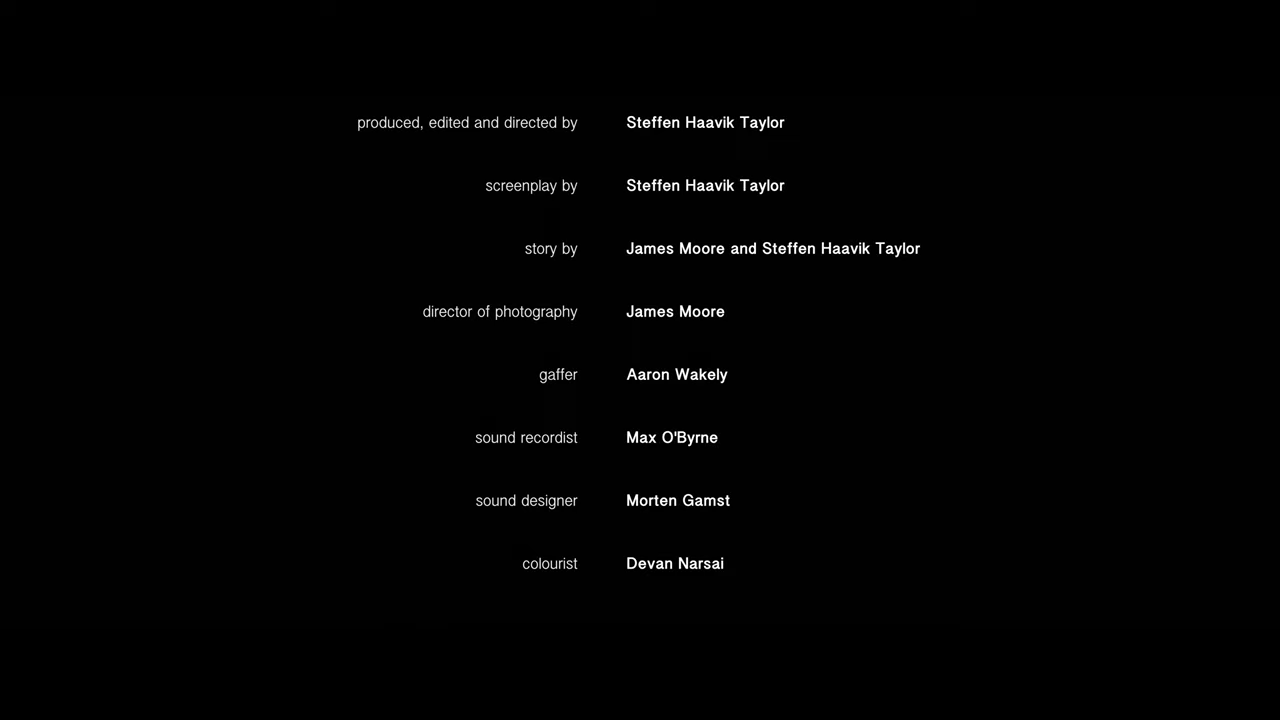 produced, edited and directed by Steffen Haavik Taylor
screenplay by Steffen Haavik Taylor
story by James Moore and Steffen Haavik Taylor
director of photography James Moore
gaffer Aaron Wakely
sound recordist Max O'Byrne
sound designer Morten Gamst
colourist Devan Narsai